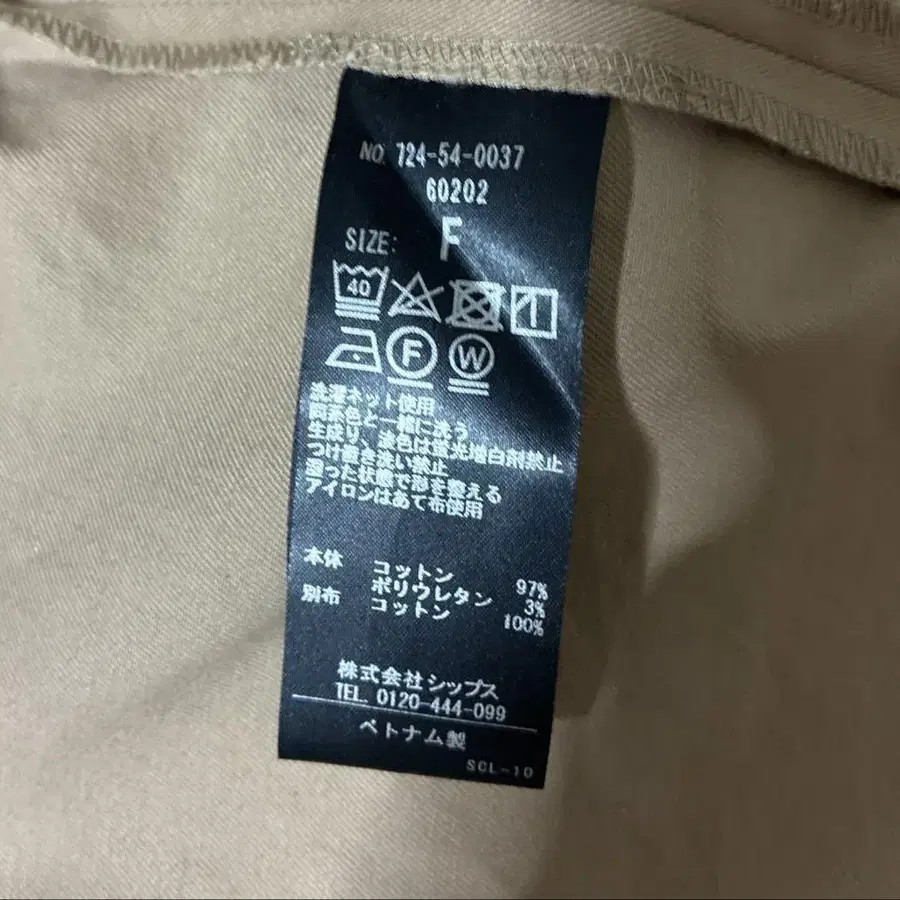 NO. 724-54-0037
60202
SIZE: F
40
F W
洗濯ネット使用
同系色と一緒に洗う
生成り、淡色は蛍光増白剤禁止
つけ置き洗い禁止
湿った状態で形を整える
アイロンはあて布使用
本体 コットン 97%
ポリウレタン 3%
別布 コットン 100%
株式会社シップス
TEL. 0120-444-099
ベトナム製
SCL-10